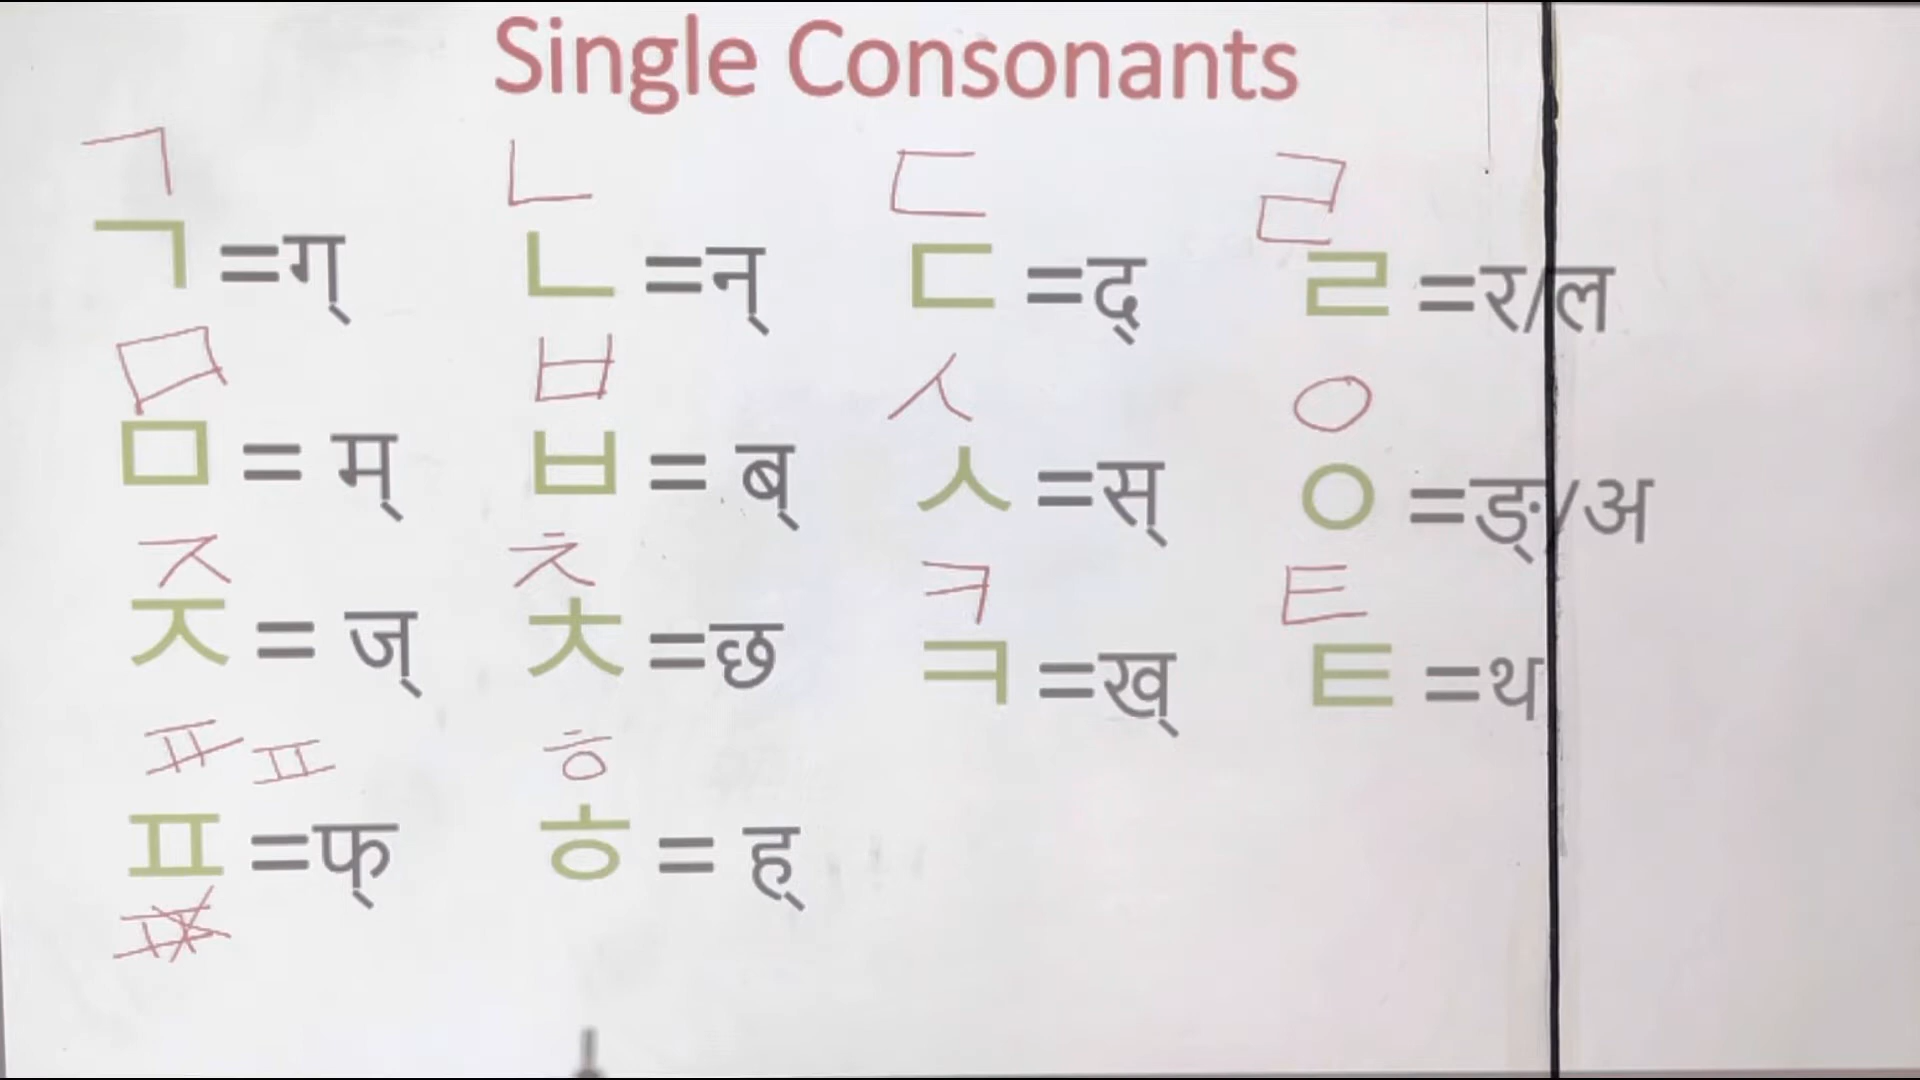 Single Consonants
ㄱ ㄴ ㄷ ㄹ
ㄱ =ग् ㄴ =न् ㄷ =द् ㄹ =र/ल
ㅁ ㅂ ㅅ ㅇ
ㅁ = म् ㅂ = ब् ㅅ =स् ㅇ =ङ्/अ
ㅈ ㅊ ㅋ ㅌ
ㅈ = ज् ㅊ =छ ㅋ =ख् ㅌ =थ
ㅍ ㅍ ㅎ
ㅍ =फ् ㅎ = ह्